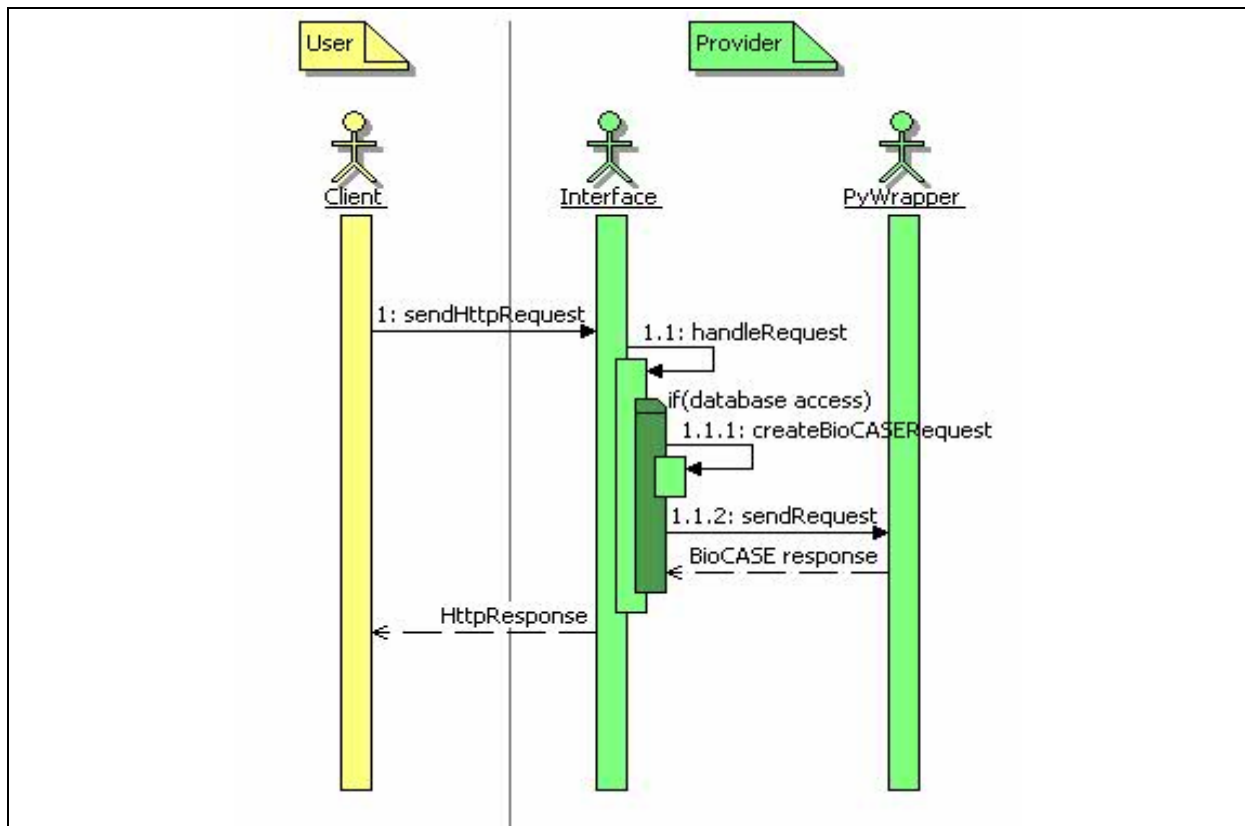 User
Provider
Client
Interface
PyWrapper
1: sendHttpRequest
1.1: handleRequest
if(database access)
1.1.1: createBioCASERequest
1.1.2: sendRequest
BioCASE response
HttpResponse